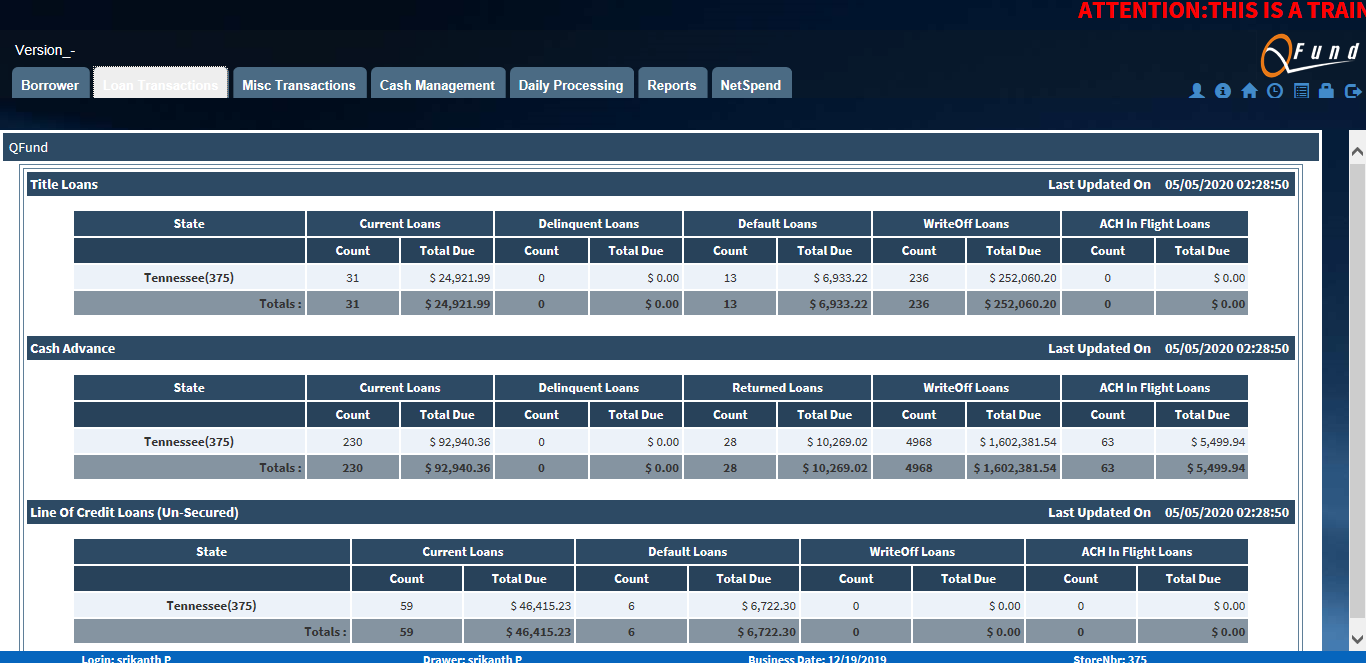 ATTENTION:THIS IS A TRAIN
Version_-
Fund
Borrower Loan Transactions Misc Transactions Cash Management Daily Processing Reports NetSpend
QFund
Title Loans Last Updated On 05/05/2020 02:28:50
State Current Loans Delinquent Loans Default Loans WriteOff Loans ACH In Flight Loans
Count Total Due Count Total Due Count Total Due Count Total Due Count Total Due
Tennessee(375) 31 $ 24,921.99 0 $ 0.00 13 $ 6,933.22 236 $ 252,060.20 0 $ 0.00
Totals : 31 $ 24,921.99 0 $ 0.00 13 $ 6,933.22 236 $ 252,060.20 0 $ 0.00
Cash Advance Last Updated On 05/05/2020 02:28:50
State Current Loans Delinquent Loans Returned Loans WriteOff Loans ACH In Flight Loans
Count Total Due Count Total Due Count Total Due Count Total Due Count Total Due
Tennessee(375) 230 $ 92,940.36 0 $ 0.00 28 $ 10,269.02 4968 $ 1,602,381.54 63 $ 5,499.94
Totals : 230 $ 92,940.36 0 $ 0.00 28 $ 10,269.02 4968 $ 1,602,381.54 63 $ 5,499.94
Line Of Credit Loans (Un-Secured) Last Updated On 05/05/2020 02:28:50
State Current Loans Default Loans WriteOff Loans ACH In Flight Loans
Count Total Due Count Total Due Count Total Due Count Total Due
Tennessee(375) 59 $ 46,415.23 6 $ 6,722.30 0 $ 0.00 0 $ 0.00
Totals : 59 $ 46,415.23 6 $ 6,722.30 0 $ 0.00 0 $ 0.00
Login: srikanth P Drawer: srikanth P Business Date: 12/19/2019 StoreNbr: 375